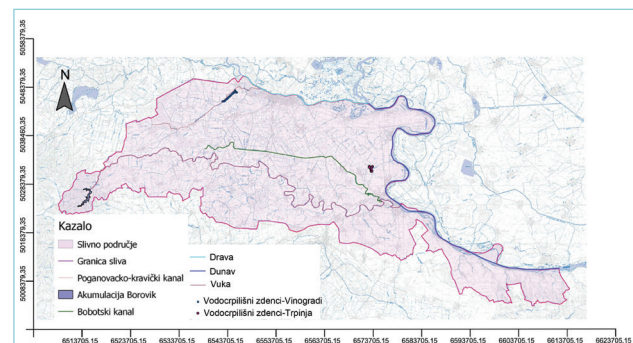 5058379,35
5048379,35
5038460,35
5028379,35
5018379,35
5008379,35
N
Kazalo
Slivno područje
Granica sliva
Poganovacko-kravički kanal
Akumulacija Borovik
Bobotski kanal
Drava
Dunav
Vuka
Vodocrpilišni zdenci-Vinogradi
Vodocrpilišni zdenci-Trpinja
6513705.15 6523705.15 6533705.15 6543705.15 6553705.15 6563705.15 6573705.15 6583705.15 6593705.15 6603705.15 6613705.15 6623705.15